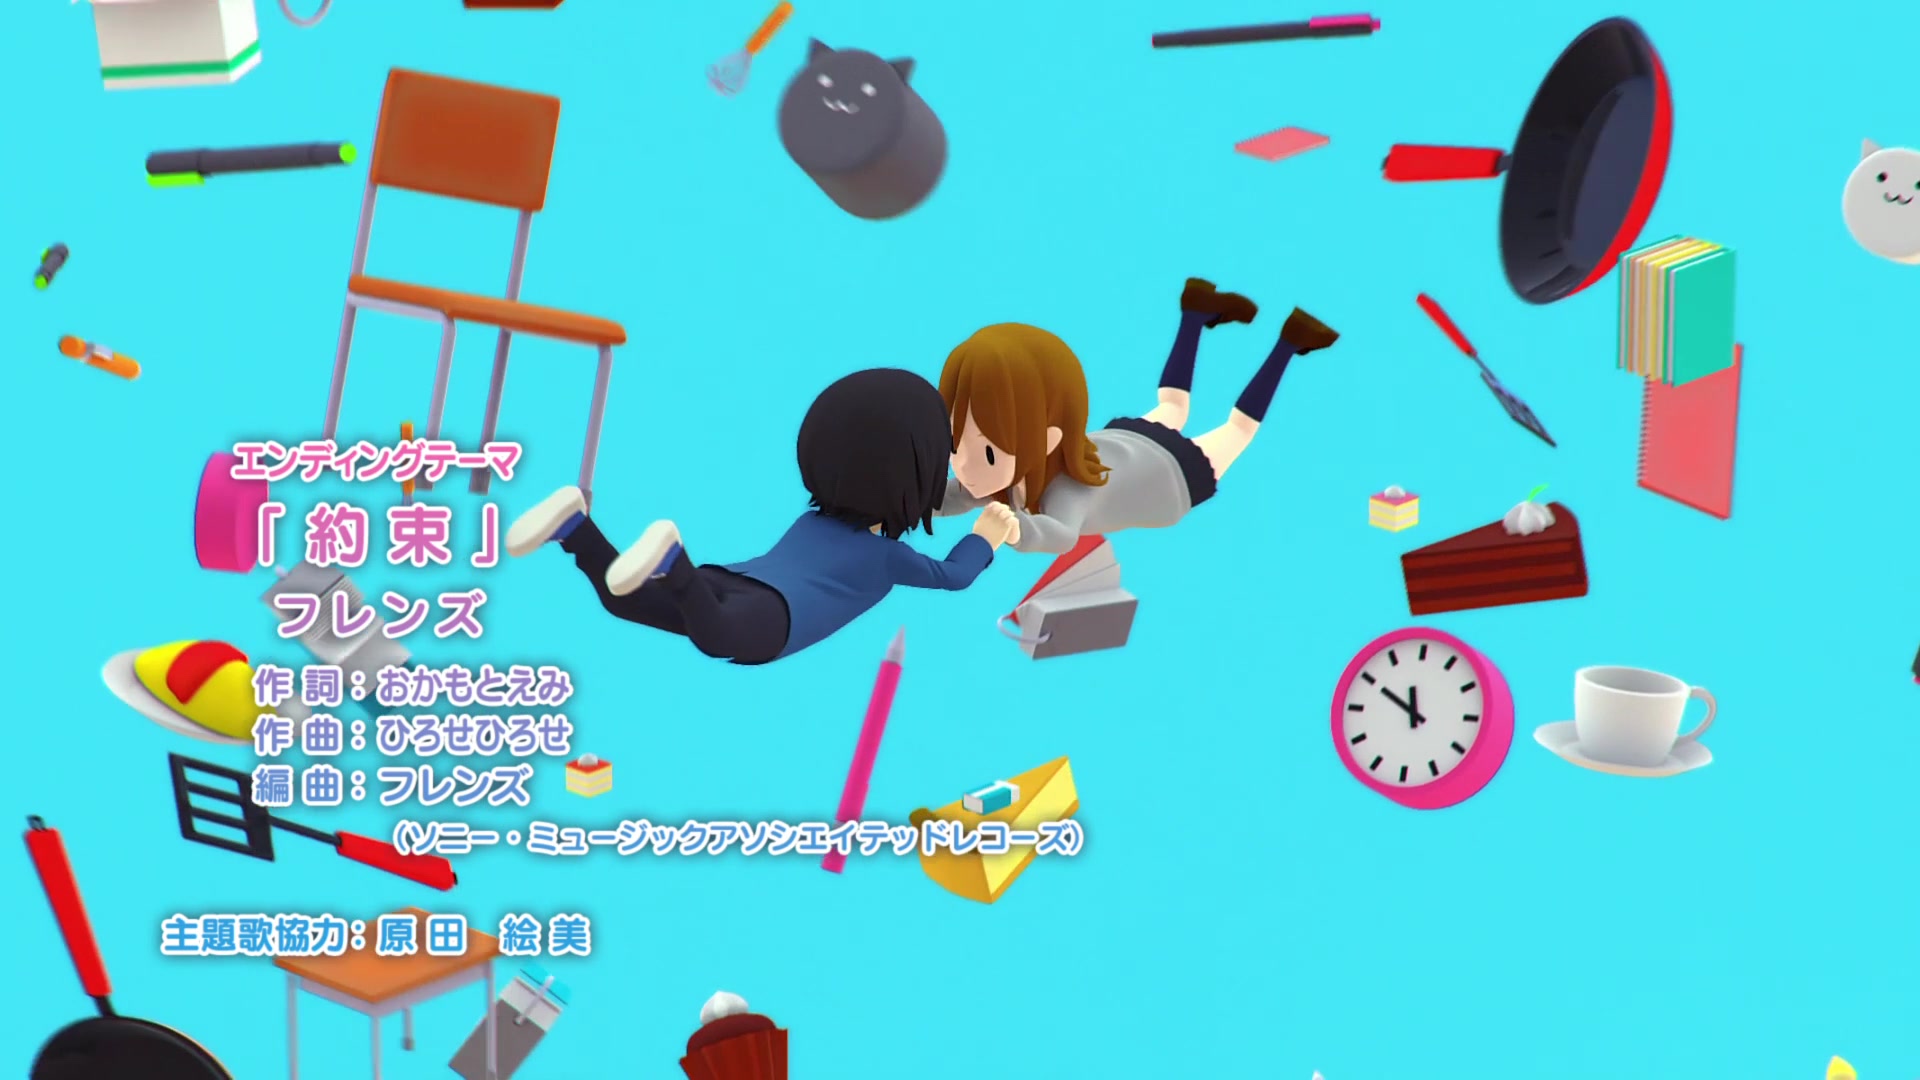 エンディングテーマ
「約束」
フレンズ
作詞：おかもとえみ
作曲：ひろせひろせ
編曲：フレンズ
（ソニー・ミュージックアソシエイテッドレコーズ）
主題歌協力：原田 絵美